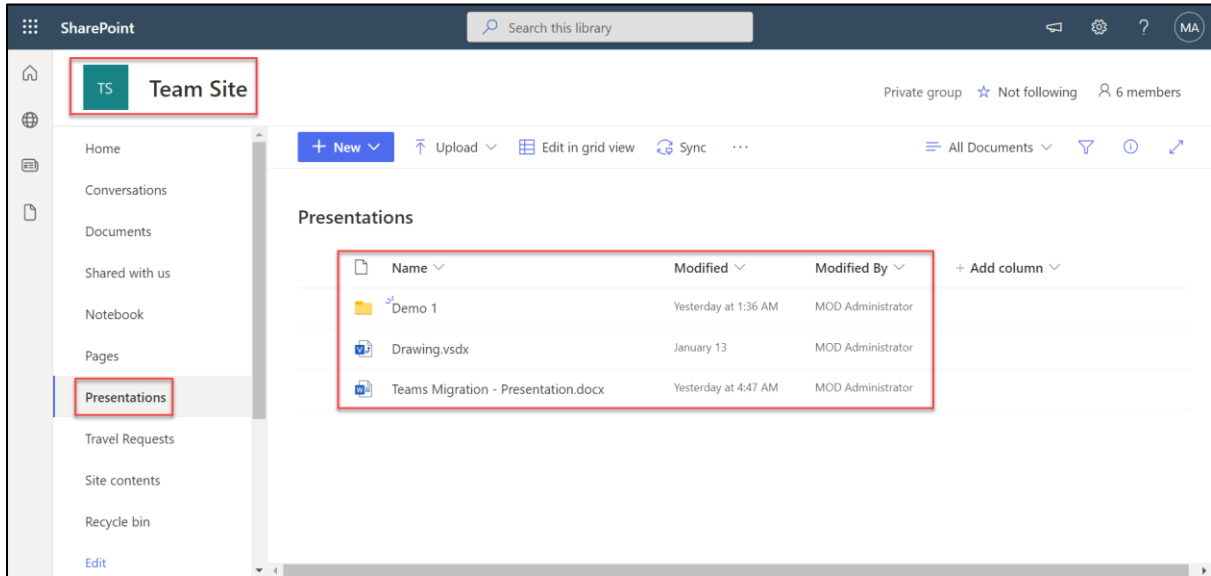 SharePoint
Search this library
?
MA
TS
Team Site
Private group
Not following
6 members
Home
Conversations
Documents
Shared with us
Notebook
Pages
Presentations
Travel Requests
Site contents
Recycle bin
Edit
+ New
Upload
Edit in grid view
Sync
...
All Documents
Presentations
Name Modified Modified By + Add column
Demo 1 Yesterday at 1:36 AM MOD Administrator
Drawing.vsdx January 13 MOD Administrator
Teams Migration - Presentation.docx Yesterday at 4:47 AM MOD Administrator